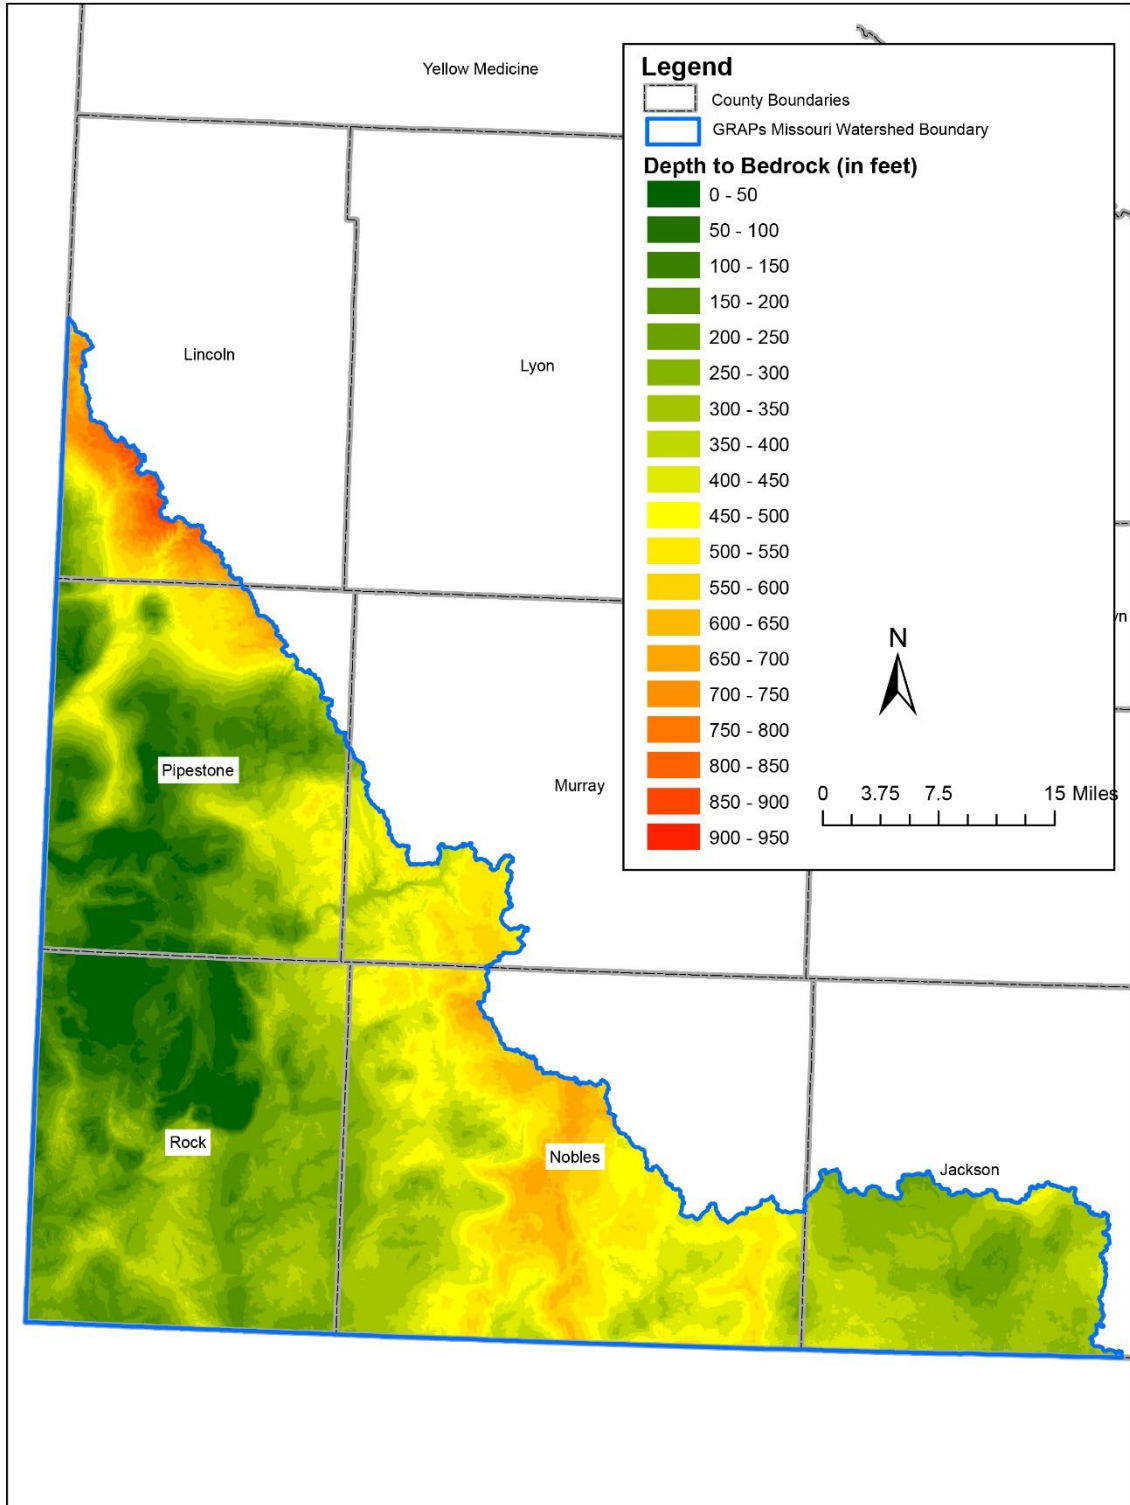 Yellow Medicine
Legend
County Boundaries
GRAPs Missouri Watershed Boundary
Depth to Bedrock (in feet)
0 - 50
50 - 100
100 - 150
150 - 200
200 - 250
250 - 300
300 - 350
350 - 400
400 - 450
450 - 500
500 - 550
550 - 600
600 - 650
650 - 700
700 - 750
750 - 800
800 - 850
850 - 900
900 - 950
N
0 3.75 7.5 15 Miles
Lincoln
Lyon
yn
Pipestone
Murray
Rock
Nobles
Jackson